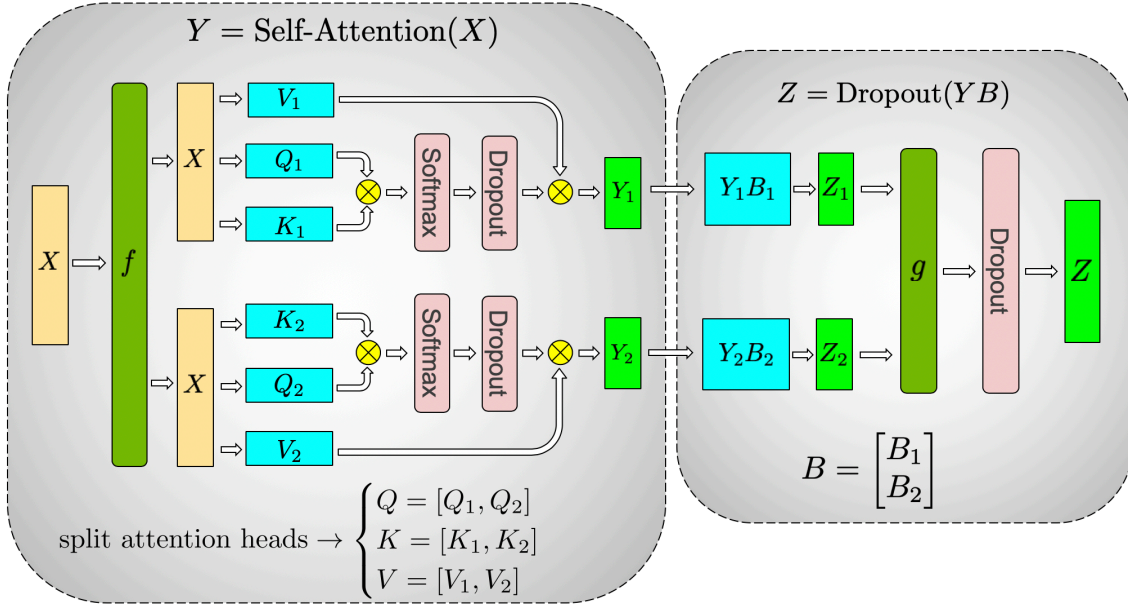 Y = Self-Attention(X)
X
f
X
V₁
Q₁
K₁
Softmax
Dropout
Y₁
X
K₂
Q₂
V₂
Softmax
Dropout
Y₂
split attention heads → { Q = [Q₁, Q₂]
K = [K₁, K₂]
V = [V₁, V₂]
Z = Dropout(YB)
Y₁B₁
Z₁
Y₂B₂
Z₂
g
Dropout
Z
B = [B₁
B₂]